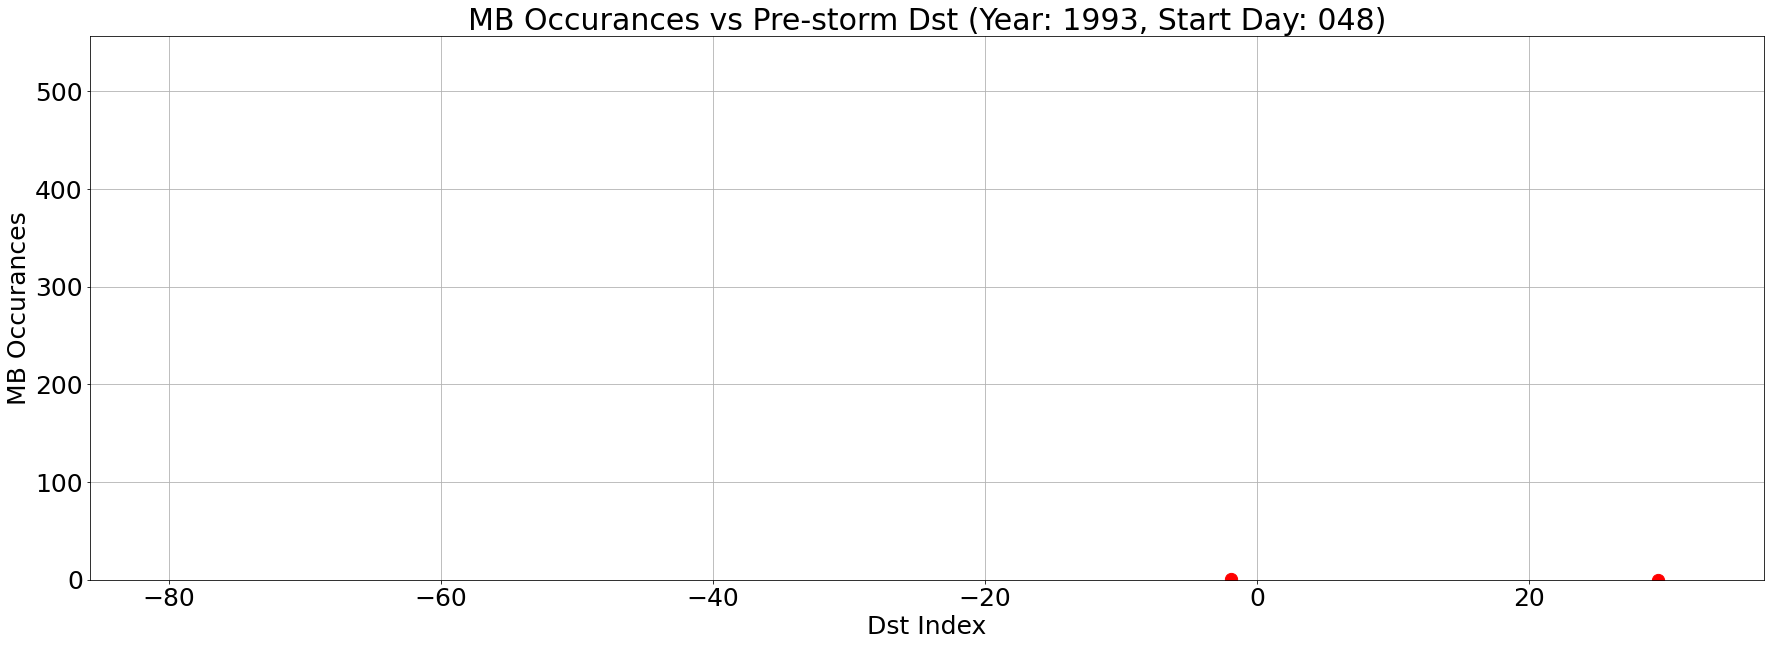 MB Occurances vs Pre-storm Dst (Year: 1993, Start Day: 048)
500
400
300
200
100
0
MB Occurances
−80 −60 −40 −20 0 20
Dst Index